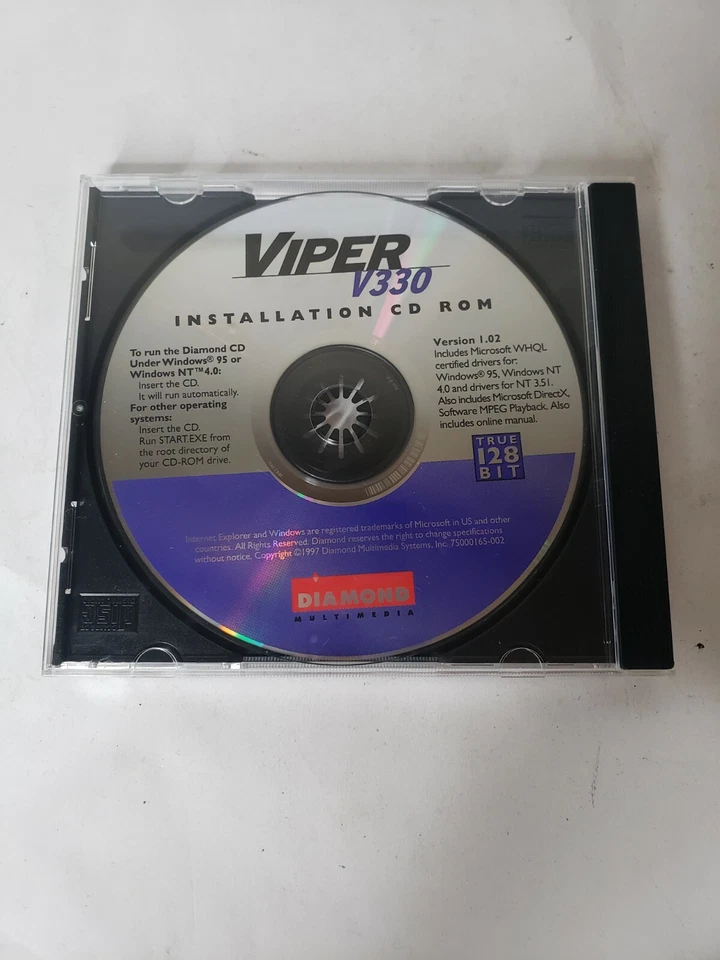 VIPER
V330
INSTALLATION CD ROM
To run the Diamond CD
Under Windows® 95 or
Windows NT™4.0:
Insert the CD.
It will run automatically.
For other operating
systems:
Insert the CD.
Run START.EXE from
the root directory of
your CD-ROM drive.
Version 1.02
Includes Microsoft WHQL
certified drivers for:
Windows® 95, Windows NT
4.0 and drivers for NT 3.51.
Also includes Microsoft DirectX,
Software MPEG Playback. Also
includes online manual.
TRUE
128
BIT
Internet Explorer and Windows are registered trademarks of Microsoft in US and other
countries. All Rights Reserved. Diamond reserves the right to change specifications
without notice. Copyright ©1997 Diamond Multimedia Systems, Inc. 75000165-002
DIAMOND
MULTIMEDIA